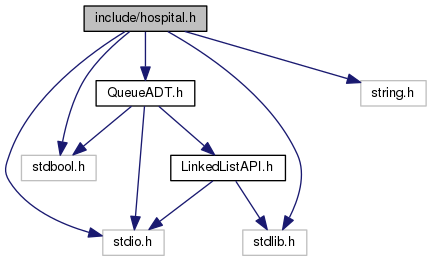 include/hospital.h
QueueADT.h
string.h
stdbool.h
LinkedListAPI.h
stdio.h
stdlib.h